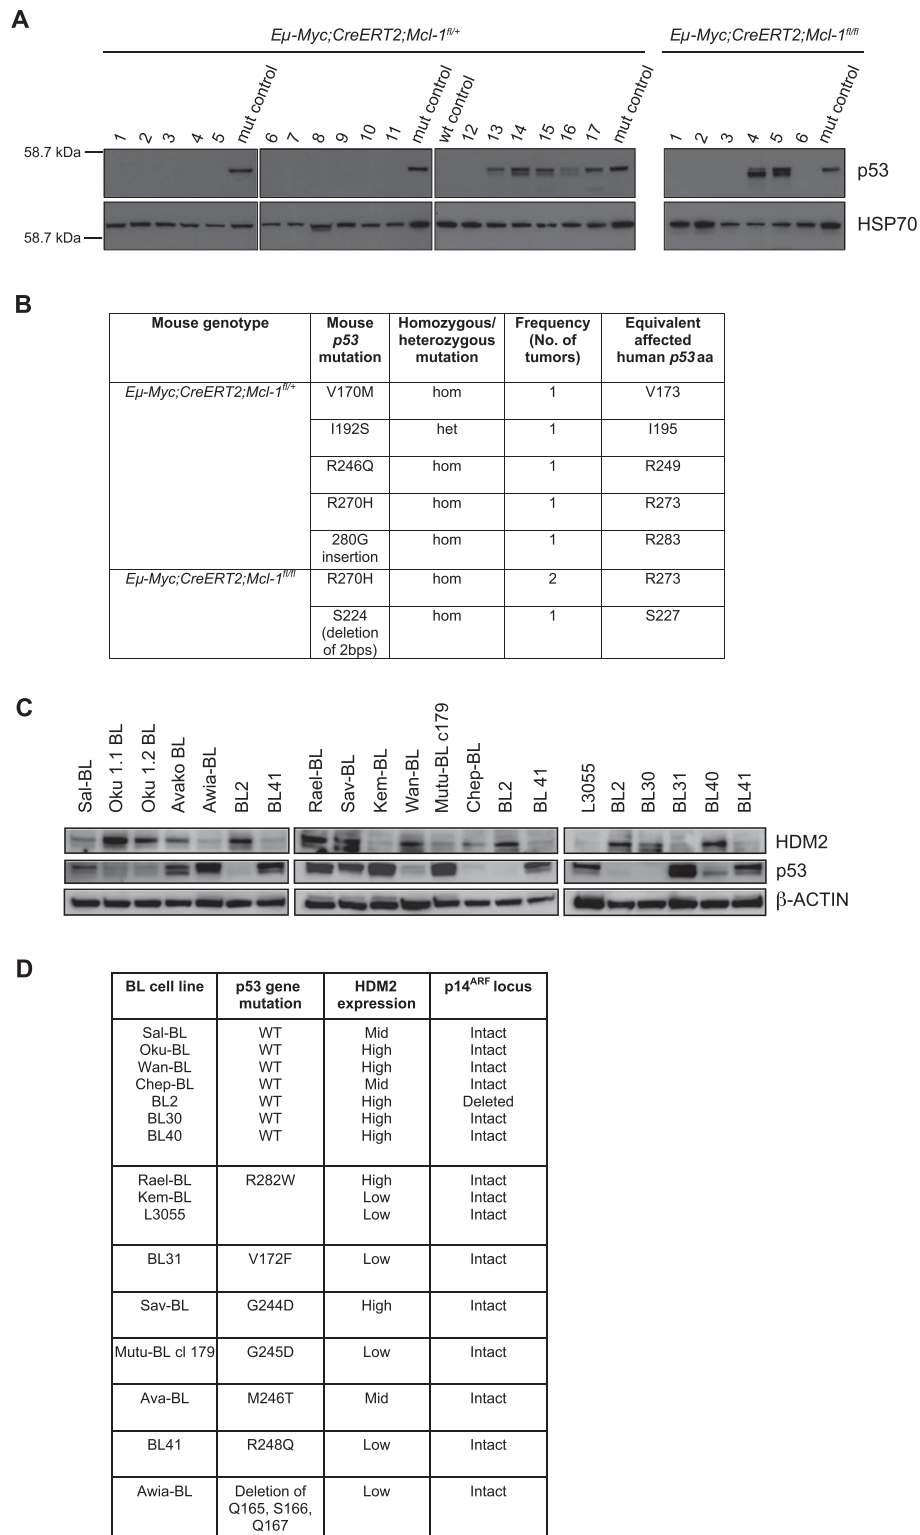 A
Eμ-Myc;CreERT2;Mcl-1fl/+
Eμ-Myc;CreERT2;Mcl-1fl/fl
1 2 3 4 5 mut control 6 7 8 9 10 11 mut control wt control 12 13 14 15 16 17 mut control 1 2 3 4 5 6 mut control
58.7 kDa
p53
HSP70
58.7 kDa
B
Mouse genotype | Mouse p53 mutation | Homozygous/ heterozygous mutation | Frequency (No. of tumors) | Equivalent affected human p53 aa
Eμ-Myc;CreERT2;Mcl-1fl/+ | V170M | hom | 1 | V173
I192S | het | 1 | I195
R246Q | hom | 1 | R249
R270H | hom | 1 | R273
280G insertion | hom | 1 | R283
Eμ-Myc;CreERT2;Mcl-1fl/fl | R270H | hom | 2 | R273
S224 (deletion of 2bps) | hom | 1 | S227
C
Sal-BL Oku 1.1 BL Oku 1.2 BL Avako BL Awia-BL BL2 BL41 Rael-BL Sav-BL Kem-BL Wan-BL Mutu-BL c179 Chep-BL BL2 BL 41 L3055 BL2 BL30 BL31 BL40 BL41
HDM2
p53
β-ACTIN
D
BL cell line | p53 gene mutation | HDM2 expression | p14ARF locus
Sal-BL | WT | Mid | Intact
Oku-BL | WT | High | Intact
Wan-BL | WT | High | Intact
Chep-BL | WT | Mid | Intact
BL2 | WT | High | Deleted
BL30 | WT | High | Intact
BL40 | WT | High | Intact
Rael-BL | R282W | High | Intact
Kem-BL | Low | Intact
L3055 | Low | Intact
BL31 | V172F | Low | Intact
Sav-BL | G244D | High | Intact
Mutu-BL cl 179 | G245D | Low | Intact
Ava-BL | M246T | Mid | Intact
BL41 | R248Q | Low | Intact
Awia-BL | Deletion of Q165, S166, Q167 | Low | Intact